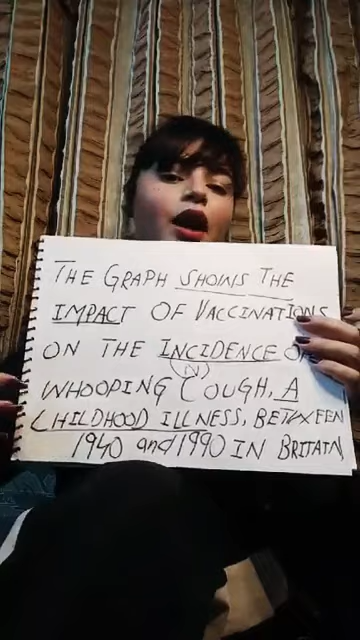 THE GRAPH SHOWS THE
IMPACT OF VACCINATIONS
ON THE INCIDENCE OF
(N)
WHOOPING COUGH, A
CHILDHOOD ILLNESS, BETWEEN
1940 and 1990 IN BRITAIN,